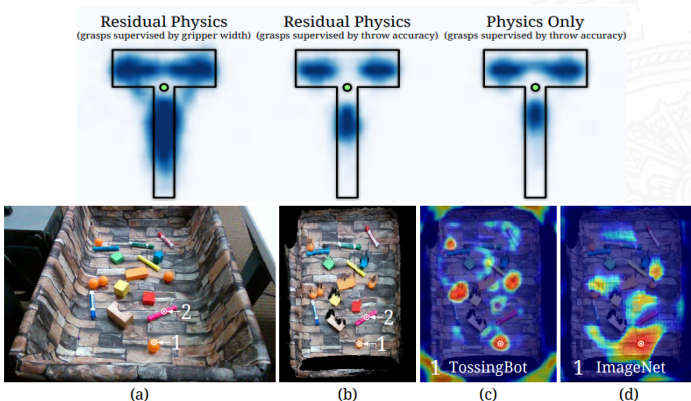 Residual Physics
(grasps supervised by gripper width)
Residual Physics
(grasps supervised by throw accuracy)
Physics Only
(grasps supervised by throw accuracy)
2
1
2
1
1 TossingBot
1 ImageNet
(a)
(b)
(c)
(d)